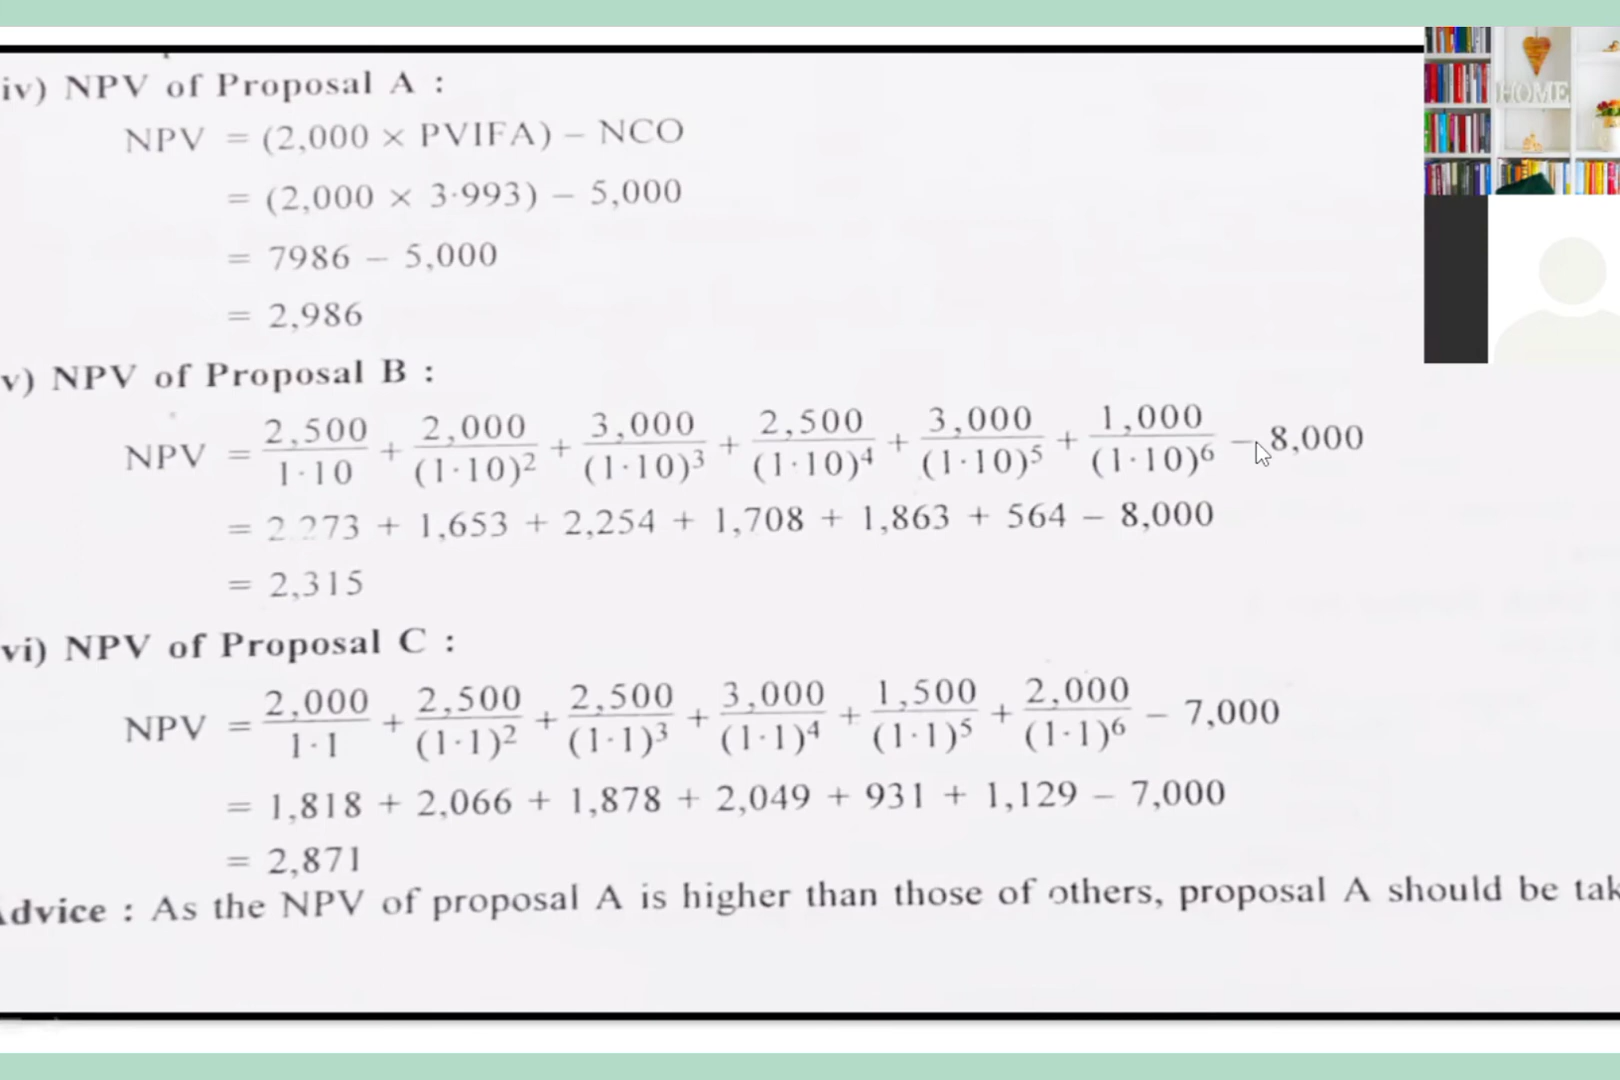 iv) NPV of Proposal A :
NPV = (2,000 × PVIFA) – NCO
= (2,000 × 3·993) – 5,000
= 7986 – 5,000
= 2,986
v) NPV of Proposal B :
NPV = 2,500/1·10 + 2,000/(1·10)² + 3,000/(1·10)³ + 2,500/(1·10)⁴ + 3,000/(1·10)⁵ + 1,000/(1·10)⁶ – 8,000
= 2 273 + 1,653 + 2,254 + 1,708 + 1,863 + 564 – 8,000
= 2,315
vi) NPV of Proposal C :
NPV = 2,000/1·1 + 2,500/(1·1)² + 2,500/(1·1)³ + 3,000/(1·1)⁴ + 1,500/(1·1)⁵ + 2,000/(1·1)⁶ – 7,000
= 1,818 + 2,066 + 1,878 + 2,049 + 931 + 1,129 – 7,000
= 2,871
dvice : As the NPV of proposal A is higher than those of others, proposal A should be tak
HOME